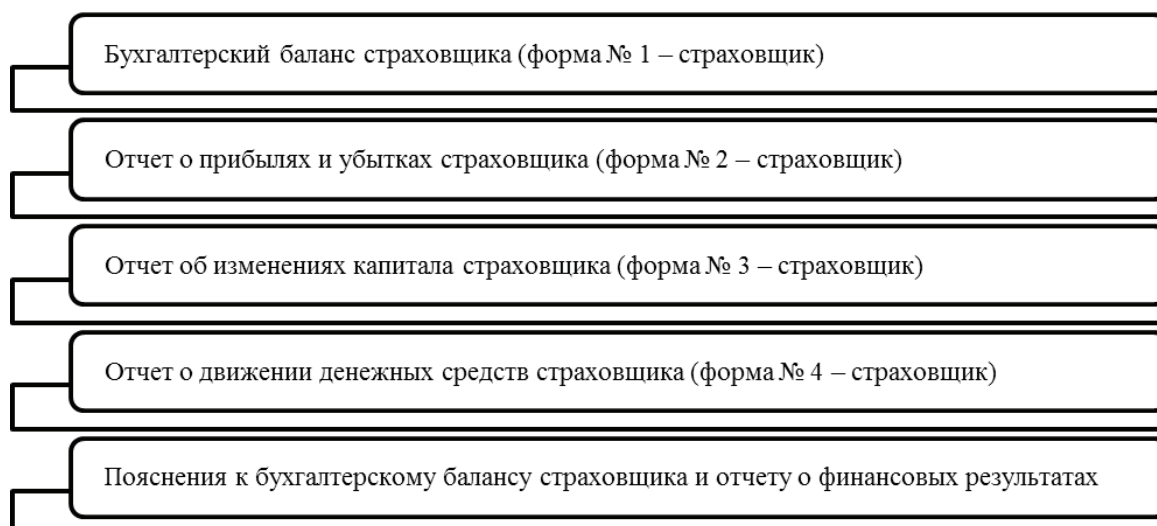 Бухгалтерский баланс страховщика (форма № 1 – страховщик)
Отчет о прибылях и убытках страховщика (форма № 2 – страховщик)
Отчет об изменениях капитала страховщика (форма № 3 – страховщик)
Отчет о движении денежных средств страховщика (форма № 4 – страховщик)
Пояснения к бухгалтерскому балансу страховщика и отчету о финансовых результатах